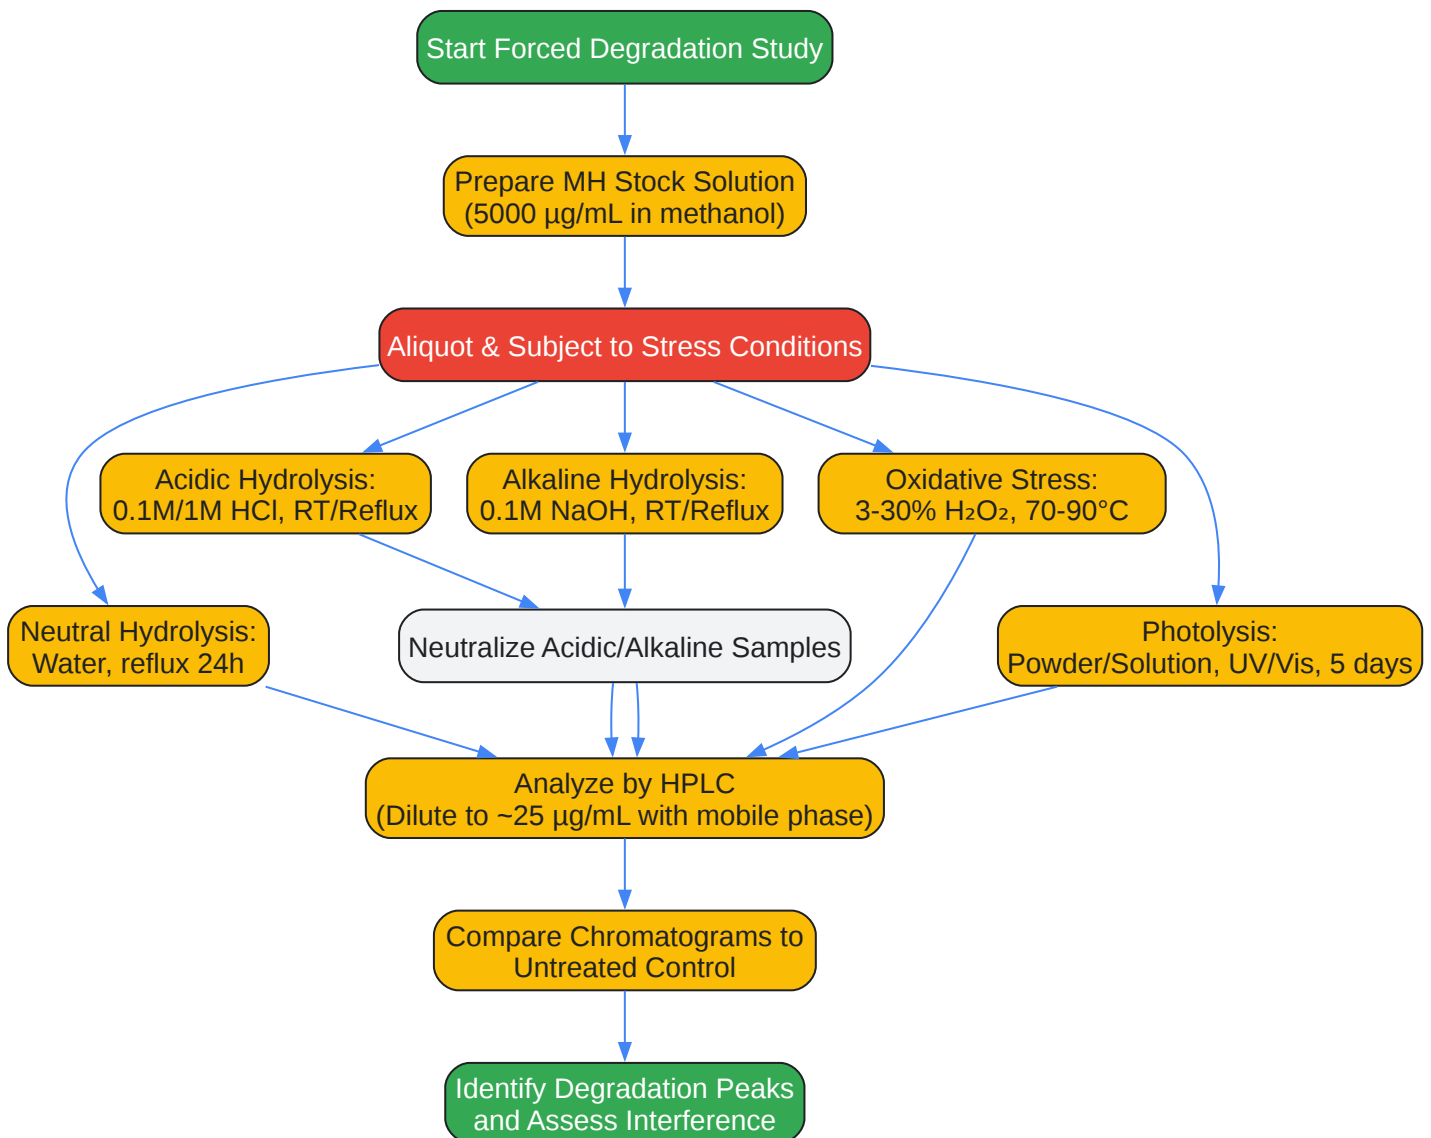 Start Forced Degradation Study
Prepare MH Stock Solution
(5000 µg/mL in methanol)
Aliquot & Subject to Stress Conditions
Acidic Hydrolysis:
0.1M/1M HCl, RT/Reflux
Alkaline Hydrolysis:
0.1M NaOH, RT/Reflux
Oxidative Stress:
3-30% H₂O₂, 70-90°C
Neutral Hydrolysis:
Water, reflux 24h
Neutralize Acidic/Alkaline Samples
Photolysis:
Powder/Solution, UV/Vis, 5 days
Analyze by HPLC
(Dilute to ~25 µg/mL with mobile phase)
Compare Chromatograms to
Untreated Control
Identify Degradation Peaks
and Assess Interference